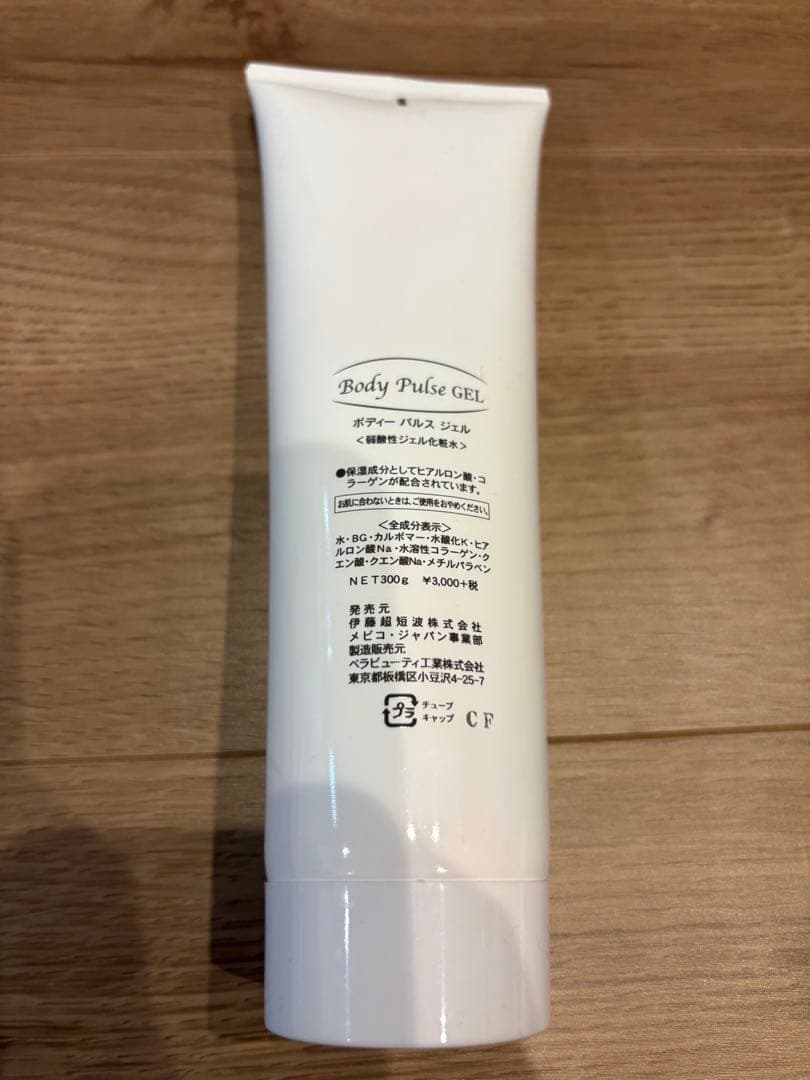 Body Pulse GEL
ボディー パルス ジェル
<弱酸性ジェル化粧水>
●保湿成分としてヒアルロン酸・コ
ラーゲンが配合されています。
お肌に合わないときは、ご使用をおやめください。
<全成分表示>
水・BG・カルボマー・水酸化K・ヒア
ルロン酸Na・水溶性コラーゲン・ク
エン酸・クエン酸Na・メチルパラベン
NET300g ¥3,000+税
発売元
伊藤超短波株式会社
メビコ・ジャパン事業部
製造販売元
ベラビューティ工業株式会社
東京都板橋区小豆沢4-25-7
プラ チューブ
キャップ CF